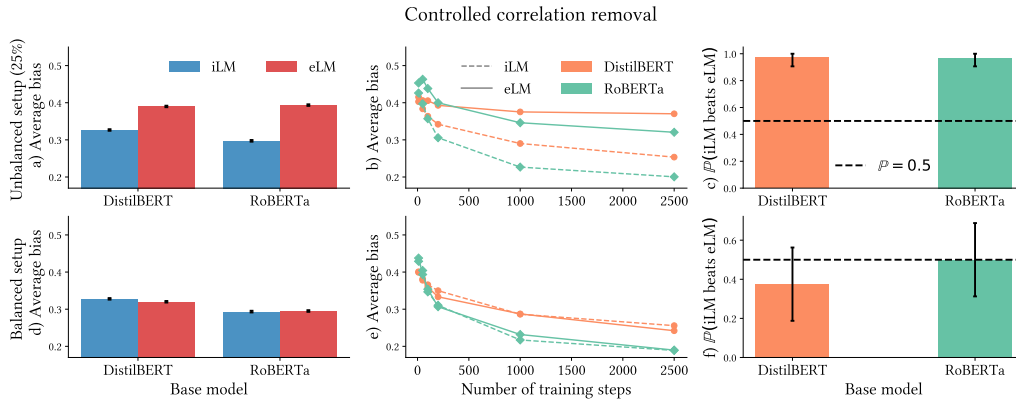 Controlled correlation removal
Unbalanced setup (25%)
a) Average bias
0.5
0.4
0.3
0.2
iLM
eLM
DistilBERT
RoBERTa
b) Average bias
0.5
0.4
0.3
0.2
iLM
DistilBERT
eLM
RoBERTa
0
500
1000
1500
2000
2500
c) ℙ(iLM beats eLM)
1.0
0.8
0.6
0.4
0.2
0.0
ℙ = 0.5
DistilBERT
RoBERTa
Balanced setup
d) Average bias
0.5
0.4
0.3
0.2
DistilBERT
RoBERTa
Base model
e) Average bias
0.5
0.4
0.3
0.2
0
500
1000
1500
2000
2500
Number of training steps
f) ℙ(iLM beats eLM)
0.6
0.4
0.2
0.0
DistilBERT
RoBERTa
Base model